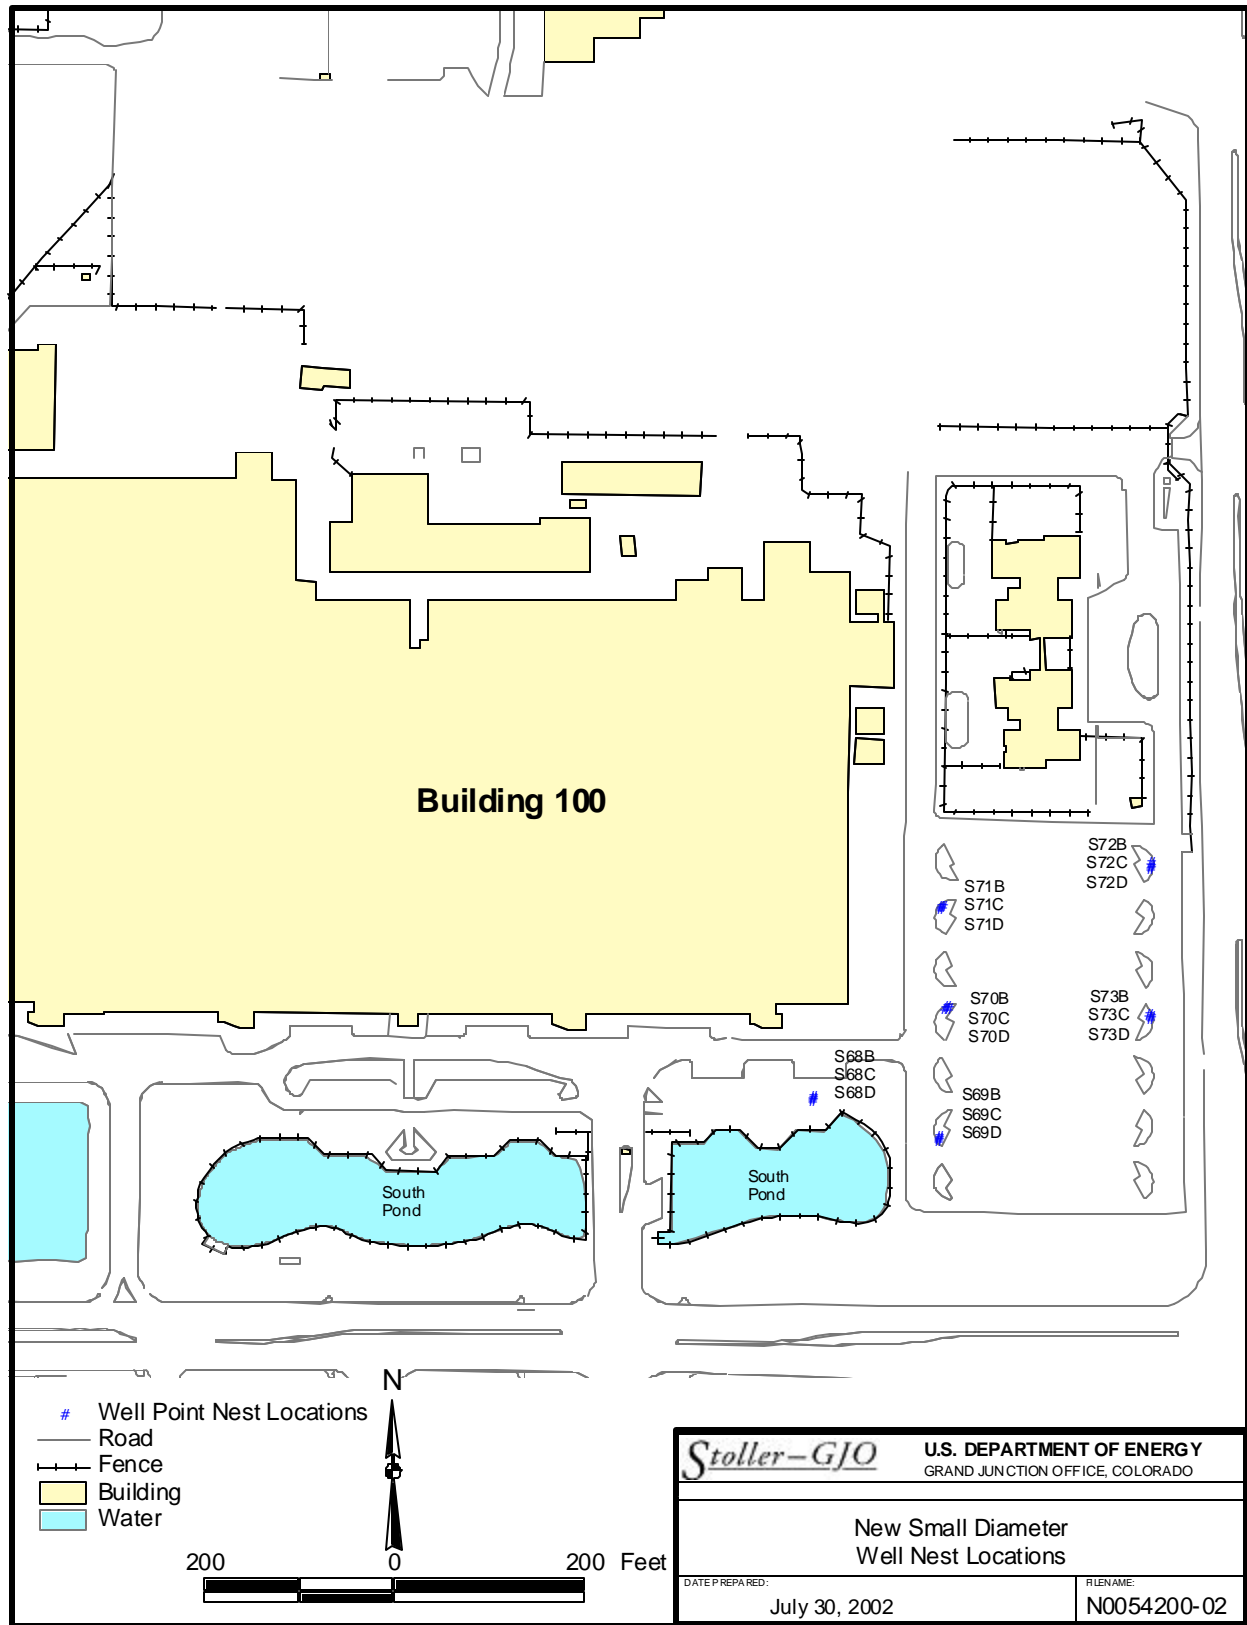 Building 100
S72B
S72C
S72D
S71B
S71C
S71D
S70B
S70C
S70D
S73B
S73C
S73D
S68B
S68C
S68D
S69B
S69C
S69D
South
Pond
South
Pond
N
# Well Point Nest Locations
Road
Fence
Building
Water
200 0 200 Feet
Stoller-GJO
U.S. DEPARTMENT OF ENERGY
GRAND JUNCTION OFFICE, COLORADO
New Small Diameter
Well Nest Locations
DATE PREPARED:
July 30, 2002
FILENAME:
N0054200-02